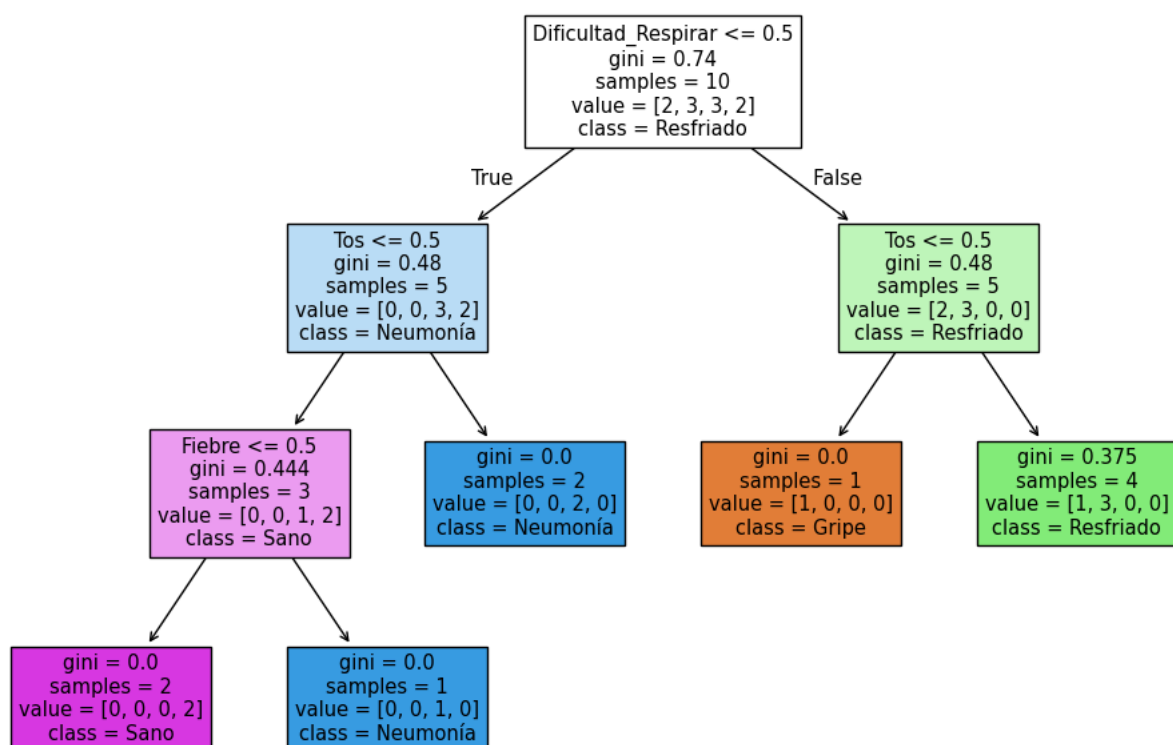 Dificultad_Respirar <= 0.5
gini = 0.74
samples = 10
value = [2, 3, 3, 2]
class = Resfriado
True
False
Tos <= 0.5
gini = 0.48
samples = 5
value = [0, 0, 3, 2]
class = Neumonía
Tos <= 0.5
gini = 0.48
samples = 5
value = [2, 3, 0, 0]
class = Resfriado
Fiebre <= 0.5
gini = 0.444
samples = 3
value = [0, 0, 1, 2]
class = Sano
gini = 0.0
samples = 2
value = [0, 0, 2, 0]
class = Neumonía
gini = 0.0
samples = 1
value = [1, 0, 0, 0]
class = Gripe
gini = 0.375
samples = 4
value = [1, 3, 0, 0]
class = Resfriado
gini = 0.0
samples = 2
value = [0, 0, 0, 2]
class = Sano
gini = 0.0
samples = 1
value = [0, 0, 1, 0]
class = Neumonía